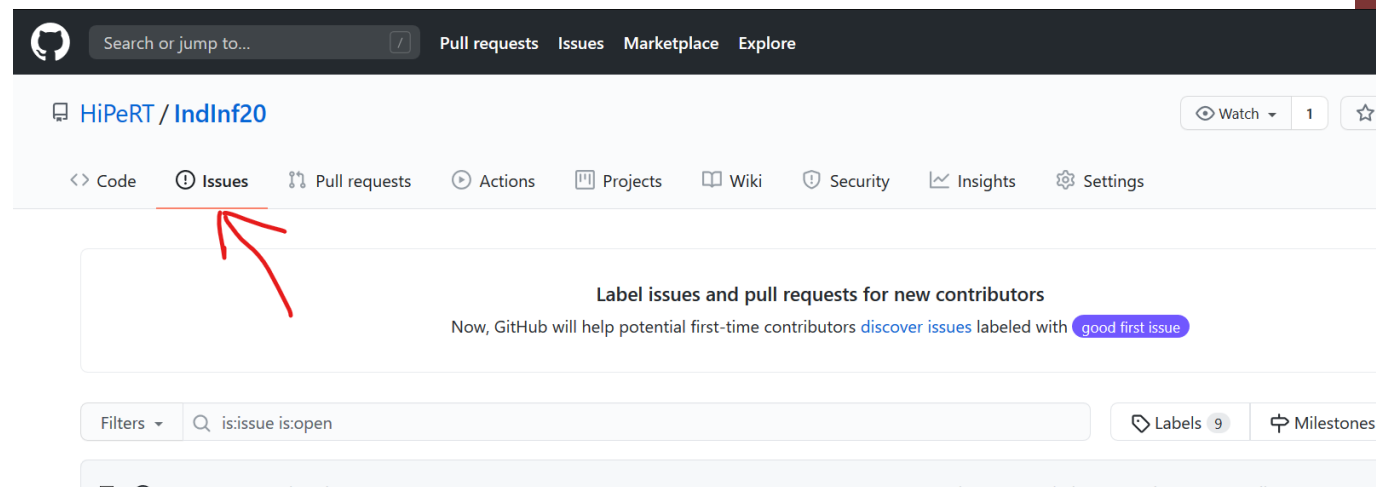 Search or jump to... / Pull requests Issues Marketplace Explore
HiPeRT / IndInf20 Watch 1
Code Issues Pull requests Actions Projects Wiki Security Insights Settings
Label issues and pull requests for new contributors
Now, GitHub will help potential first-time contributors discover issues labeled with good first issue
Filters is:issue is:open Labels 9 Milestones